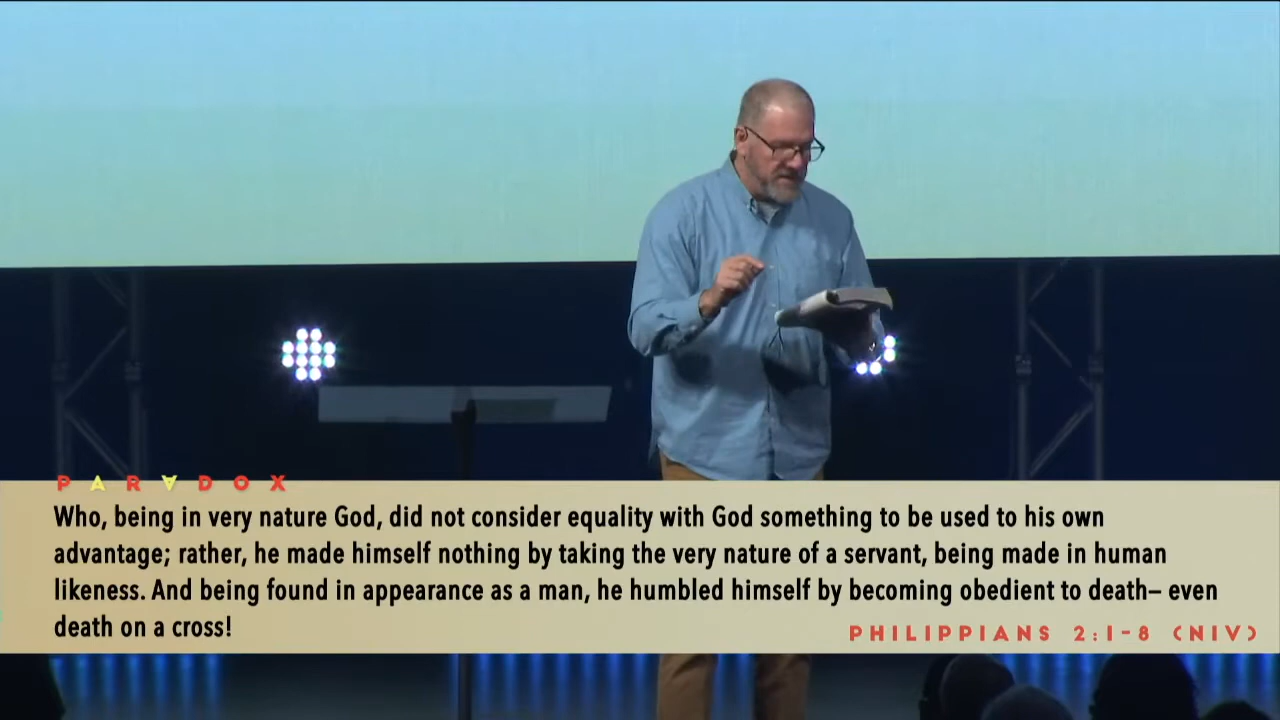 PARADOX
Who, being in very nature God, did not consider equality with God something to be used to his own
advantage; rather, he made himself nothing by taking the very nature of a servant, being made in human
likeness. And being found in appearance as a man, he humbled himself by becoming obedient to death– even
death on a cross!
PHILIPPIANS 2:1-8 (NIV)